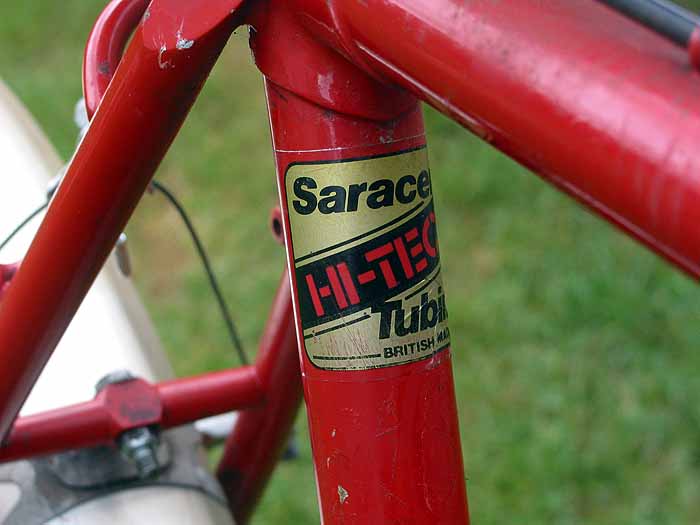 Sarace
HI-TEC
Tubi
BRITISH MA